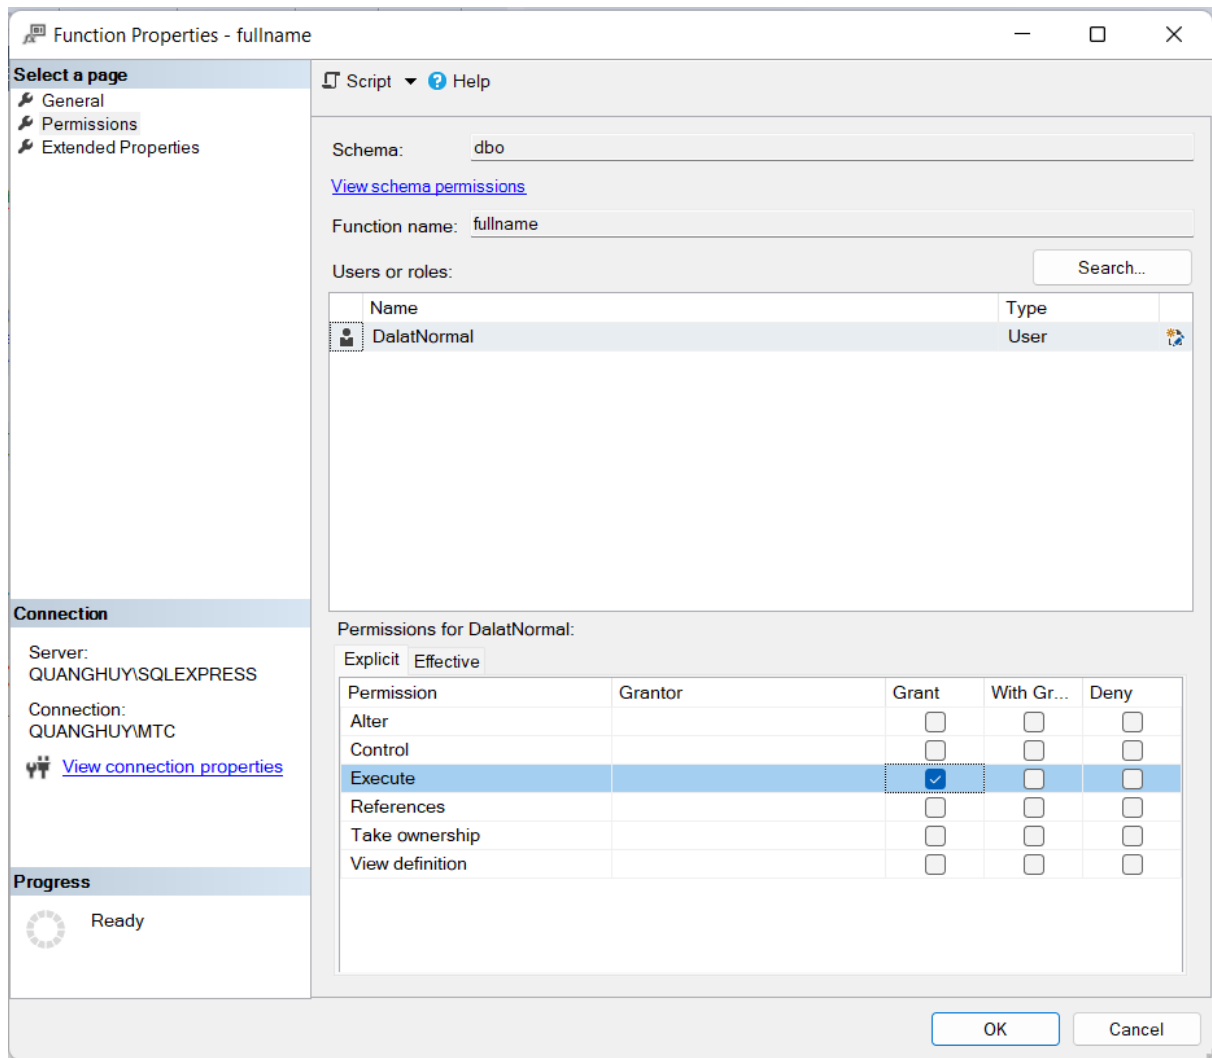 Function Properties - fullname
Select a page
General
Permissions
Extended Properties
Script
Help
Schema: dbo
View schema permissions
Function name: fullname
Users or roles: Search...
Name Type
DalatNormal User
Permissions for DalatNormal:
Explicit Effective
Permission Grantor Grant With Gr... Deny
Alter
Control
Execute
References
Take ownership
View definition
Connection
Server:
QUANGHUY\SQLEXPRESS
Connection:
QUANGHUY\MTC
View connection properties
Progress
Ready
OK Cancel